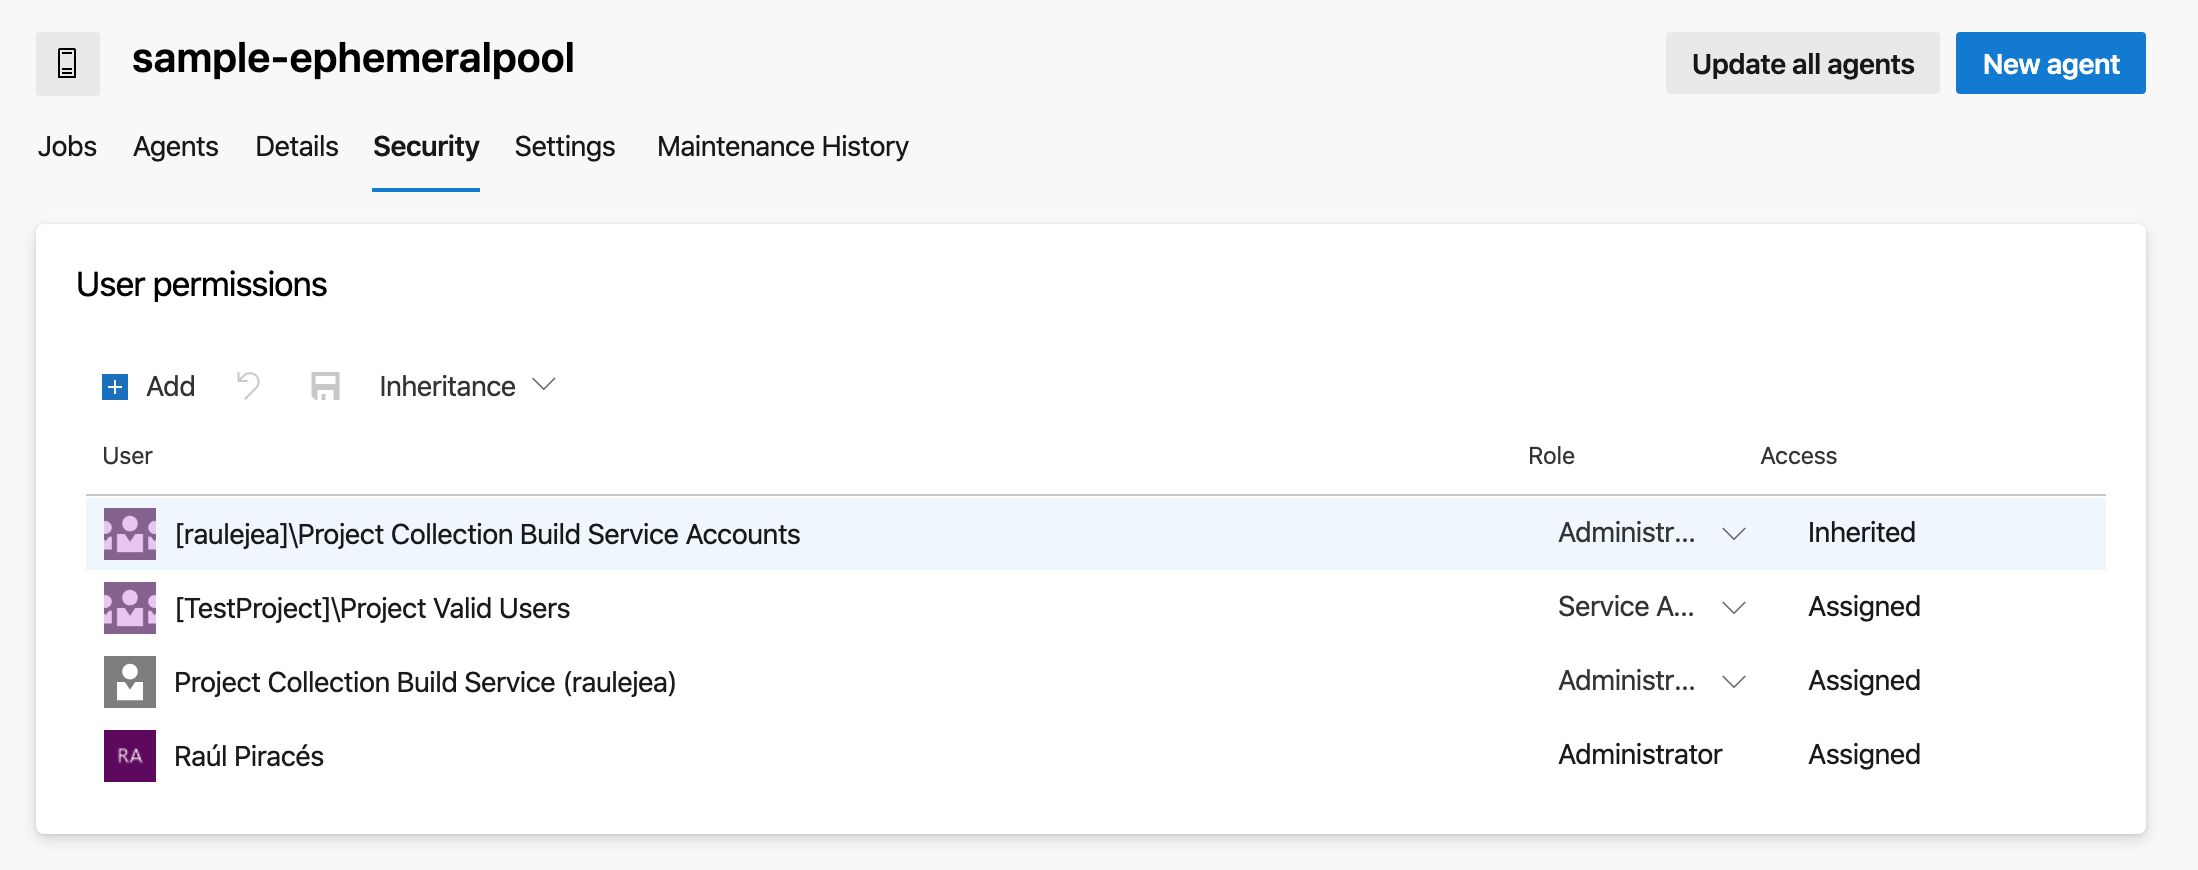 sample-ephemeralpool
Update all agents
New agent
Jobs
Agents
Details
Security
Settings
Maintenance History
User permissions
Add
Inheritance
User
Role
Access
[raulejea]\Project Collection Build Service Accounts
Administr...
Inherited
[TestProject]\Project Valid Users
Service A...
Assigned
Project Collection Build Service (raulejea)
Administr...
Assigned
RA
Raúl Piracés
Administrator
Assigned